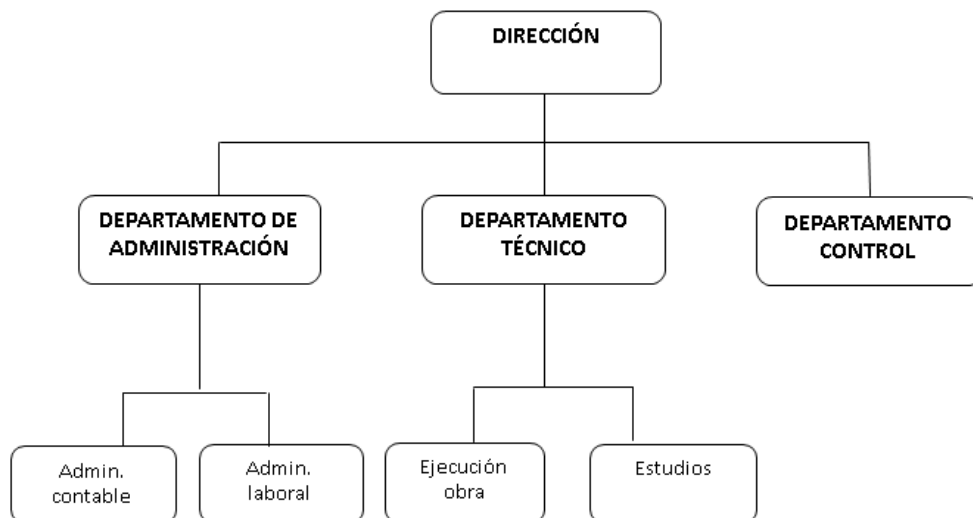 DIRECCIÓN
DEPARTAMENTO DE
ADMINISTRACIÓN
DEPARTAMENTO
TÉCNICO
DEPARTAMENTO
CONTROL
Admin.
contable
Admin.
laboral
Ejecución
obra
Estudios